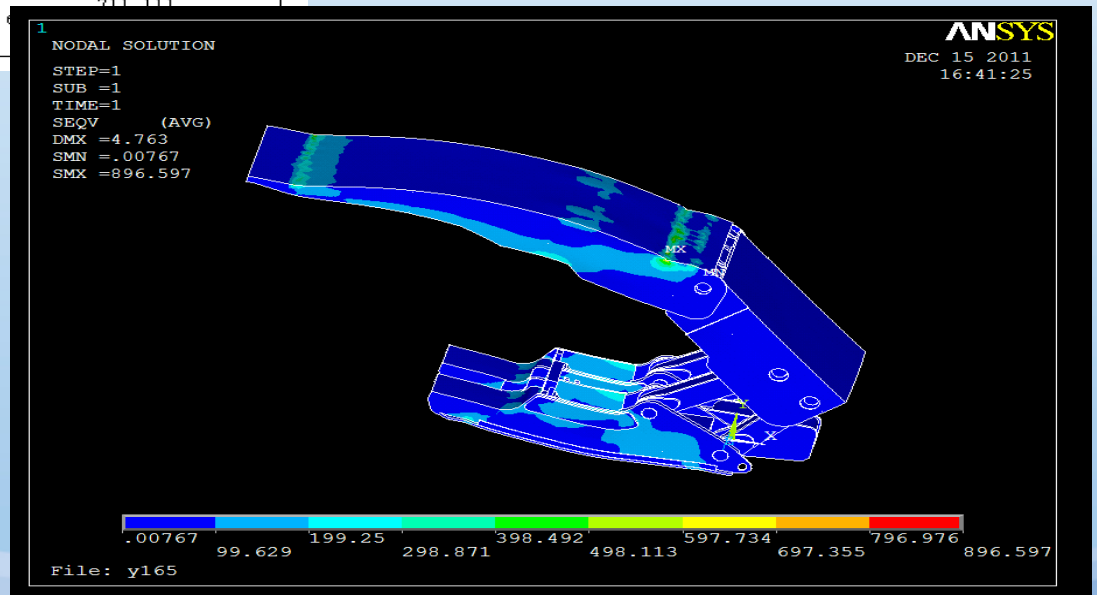 1
NODAL SOLUTION
STEP=1
SUB =1
TIME=1
SEQV (AVG)
DMX =4.763
SMN =.00767
SMX =896.597
ANSYS
DEC 15 2011
16:41:25
MX
Y
X
.00767
99.629
199.25
298.871
398.492
498.113
597.734
697.355
796.976
896.597
File: y165